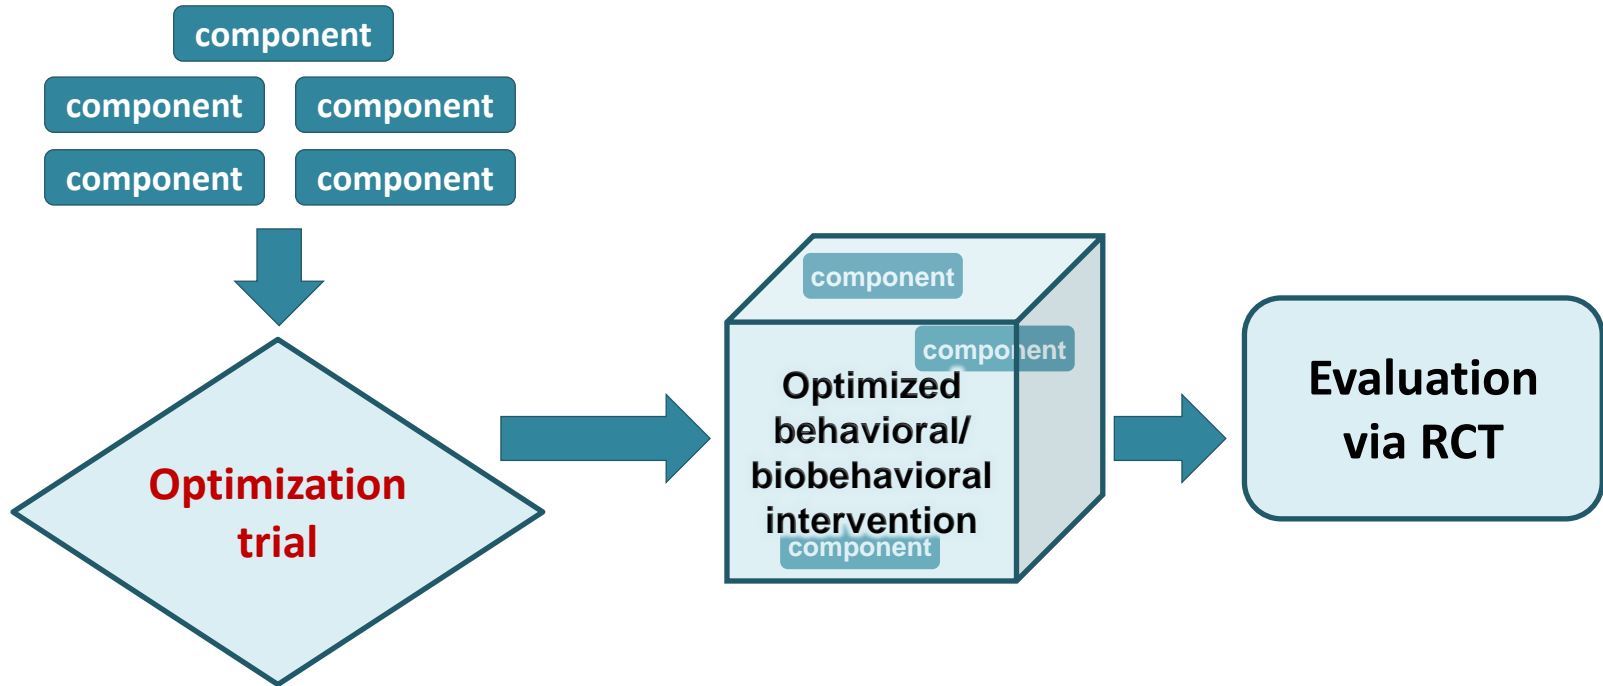 component
component component
component component
Optimization
trial
component
component
Optimized
behavioral/
biobehavioral
intervention
component
Evaluation
via RCT